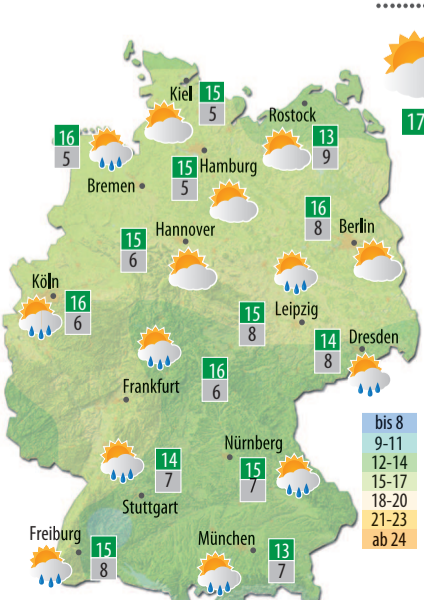 Kiel
15
5
17
Rostock
13
9
16
5
Bremen
15
5
Hamburg
16
8
Berlin
Hannover
15
6
Köln
16
6
15
8
Leipzig
14
8
Dresden
Frankfurt
16
6
bis 8
9-11
12-14
15-17
18-20
21-23
ab 24
14
7
Stuttgart
Nürnberg
15
7
Freiburg
15
8
München
13
7